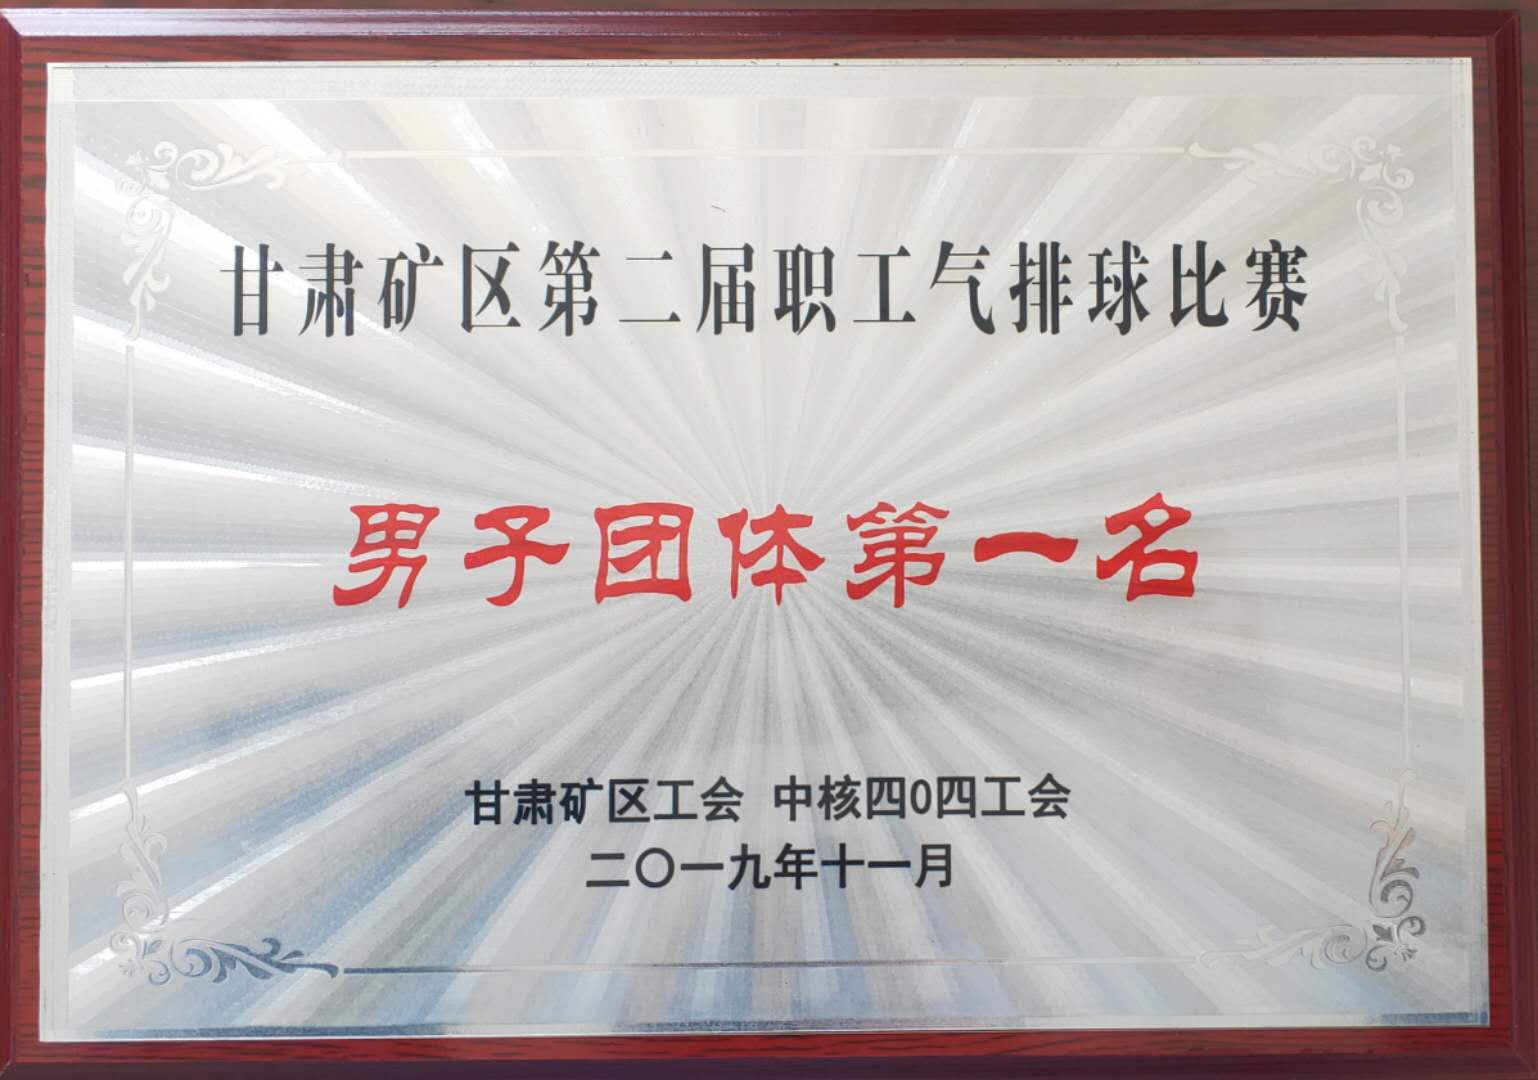 甘肃矿区第二届职工气排球比赛
男子团体第一名
甘肃矿区工会 中核四0四工会
二〇一九年十一月